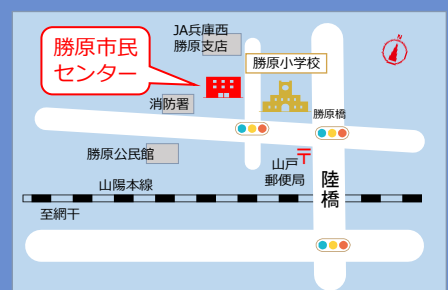 JA兵庫西
勝原支店
勝原市民
センター
勝原小学校
消防署
勝原橋
勝原公民館
山戸
郵便局
〒
陸橋
山陽本線
至網干